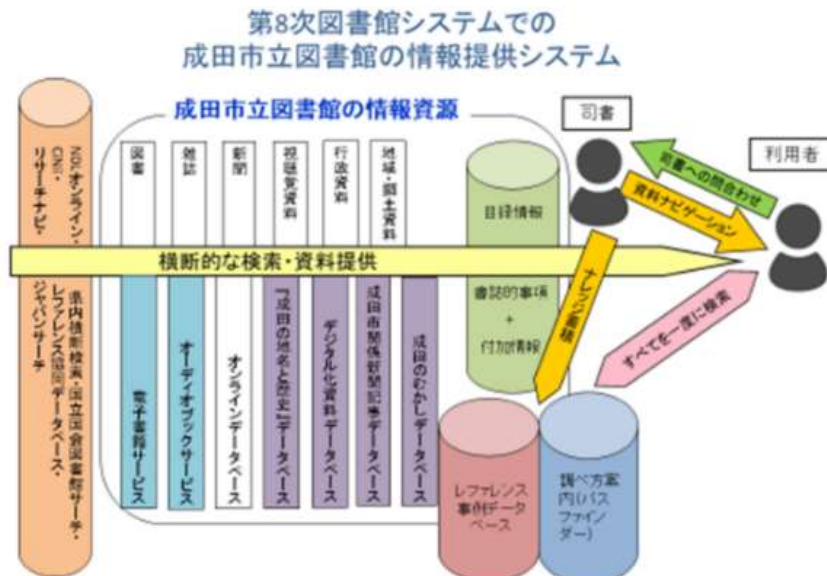 第8次図書館システムでの
成田市立図書館の情報提供システム
成田市立図書館の情報資源
司書
利用者
NDLオンライン・
CiNii・
リサーチナビ・
県内横断検索・国立国会図書館サーチ・
レファレンス協同データベース・
ジャパンサーチ
図書
雑誌
新聞
視聴覚資料
行政資料
地域・郷土資料
目録情報
司書への問合わせ
資料ナビゲーション
横断的な検索・資料提供
書誌的事項
+
付加情報
ナレッジ蓄積
すべてを一度に検索
電子書籍サービス
オーディオブックサービス
オンラインデータベース
『成田の地名と歴史』データベース
デジタル化資料データベース
成田市関係新聞記事データベース
成田のむかしデータベース
レファレンス
事例データ
ベース
調べ方案
内(パス
ファイン
ダー)